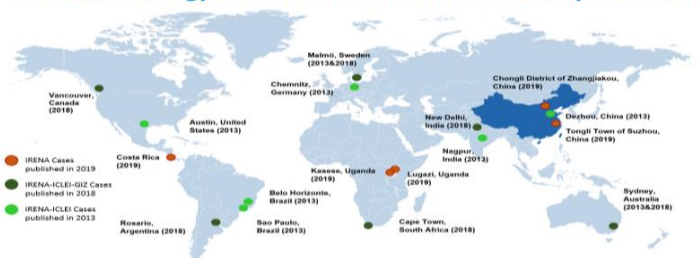 Malmö, Sweden
(2013&2018)
Chemnitz,
Germany (2013)
Chongli District of Zhangjiakou,
China (2019)
Vancouver,
Canada
(2018)
Austin, United
States (2013)
New Delhi,
India (2018)
Dezhou, China (2013)
Tongli Town of Suzhou,
China (2019)
Nagpur,
India (2013)
IRENA Cases
published in 2019
Costa Rica
(2019)
Kasese, Uganda
(2019)
Lugazi, Uganda
(2019)
IRENA-ICLEI-GIZ Cases
published in 2018
IRENA-ICLEI Cases
published in 2013
Belo Horizonte,
Brazil (2013)
Sydney,
Australia
(2013&2018)
Rosario,
Argentina (2018)
Sao Paulo,
Brazil (2013)
Cape Town,
South Africa (2018)